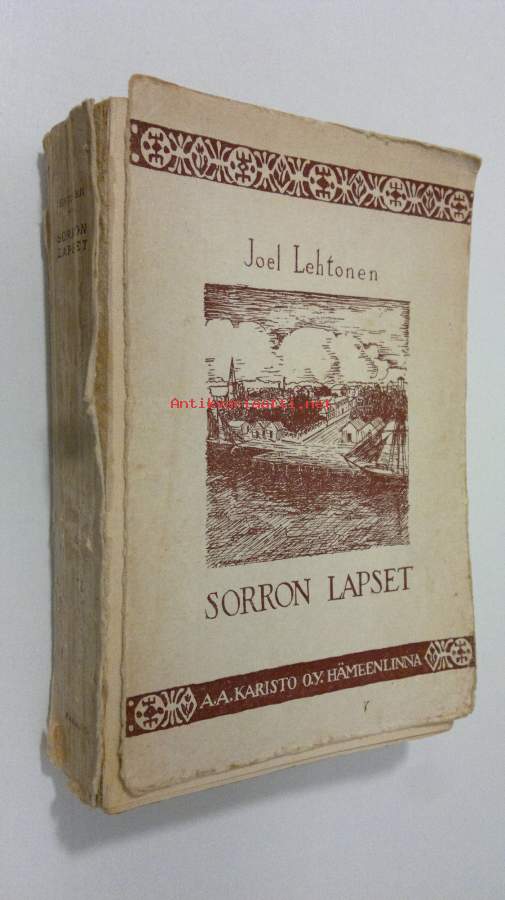 Joel Lehtonen
Antikvariaatti.net
SORRON LAPSET
A.A. KARISTO O.Y. HÄMEENLINNA
SORRON
LAPSET